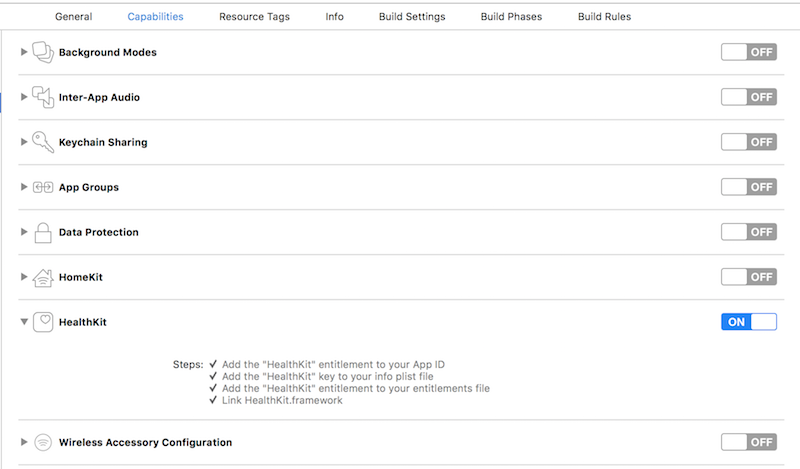 General Capabilities Resource Tags Info Build Settings Build Phases Build Rules
Background Modes OFF
Inter-App Audio OFF
Keychain Sharing OFF
App Groups OFF
Data Protection OFF
HomeKit OFF
HealthKit ON
Steps: ✓ Add the "HealthKit" entitlement to your App ID
✓ Add the "HealthKit" key to your info plist file
✓ Add the "HealthKit" entitlement to your entitlements file
✓ Link HealthKit.framework
Wireless Accessory Configuration OFF